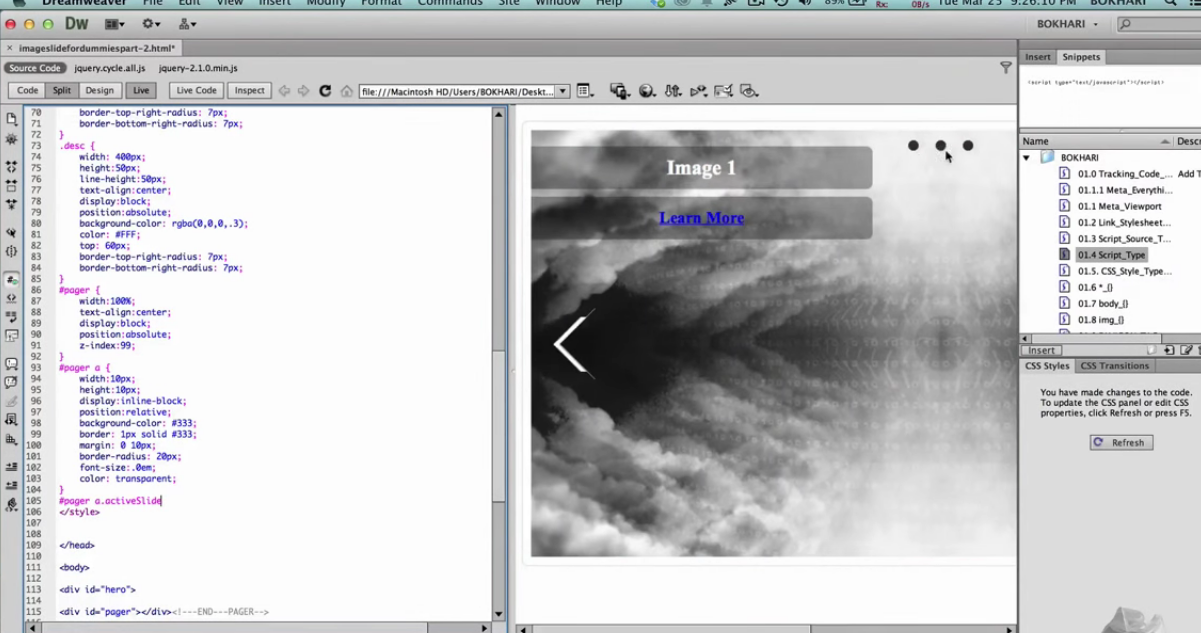 Dreamweaver File Edit View Insert Modify Format Commands Site Window Help 89% Rx: 0B/s Tue Mar 25 9:26:10 PM BOKHARI
Dw BOKHARI
× imageslidefordummiespart-2.html*
Source Code jquery.cycle.all.js jquery-2.1.0.min.js
Code Split Design Live Live Code Inspect file:///Macintosh HD/Users/BOKHARI/Deskt...
70 border-top-right-radius: 7px;
71 border-bottom-right-radius: 7px;
72 }
73 .desc {
74 width: 400px;
75 height:50px;
76 line-height:50px;
77 text-align:center;
78 display:block;
79 position:absolute;
80 background-color: rgba(0,0,0,.3);
81 color: #FFF;
82 top: 60px;
83 border-top-right-radius: 7px;
84 border-bottom-right-radius: 7px;
85 }
86 #pager {
87 width:100%;
88 text-align:center;
89 display:block;
90 position:absolute;
91 z-index:99;
92 }
93 #pager a {
94 width:10px;
95 height:10px;
96 display:inline-block;
97 position:relative;
98 background-color: #333;
99 border: 1px solid #333;
100 margin: 0 10px;
101 border-radius: 20px;
102 font-size:.0em;
103 color: transparent;
104 }
105 #pager a.activeSlide
106 </style>
107
108
109 </head>
110
111 <body>
112
113 <div id="hero">
114
115 <div id="pager"></div><!---END---PAGER-->
Image 1
Learn More
Insert Snippets
<script type="text/javascript"></script>
Name Descr
BOKHARI
01.0 Tracking_Code_... Add T
01.1.1 Meta_Everythi...
01.1 Meta_Viewport
01.2 Link_Stylesheet...
01.3 Script_Source_T...
01.4 Script_Type
01.5. CSS_Style_Type...
01.6 *_{}
01.7 body_{}
01.8 img_{}
Insert
CSS Styles CSS Transitions
You have made changes to the code.
To update the CSS panel or edit CSS
properties, click Refresh or press F5.
Refresh